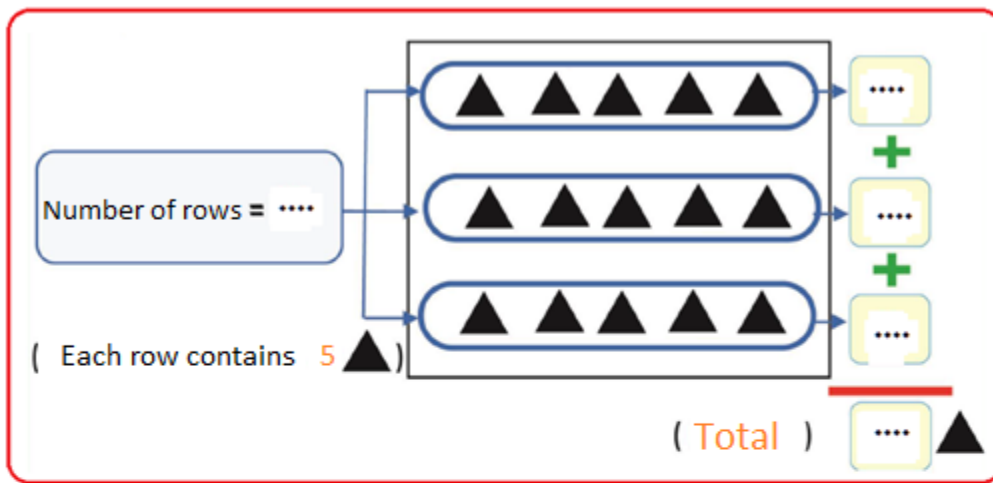 ....
+
Number of rows = ....
....
+
( Each row contains 5 )
....
( Total ) ....